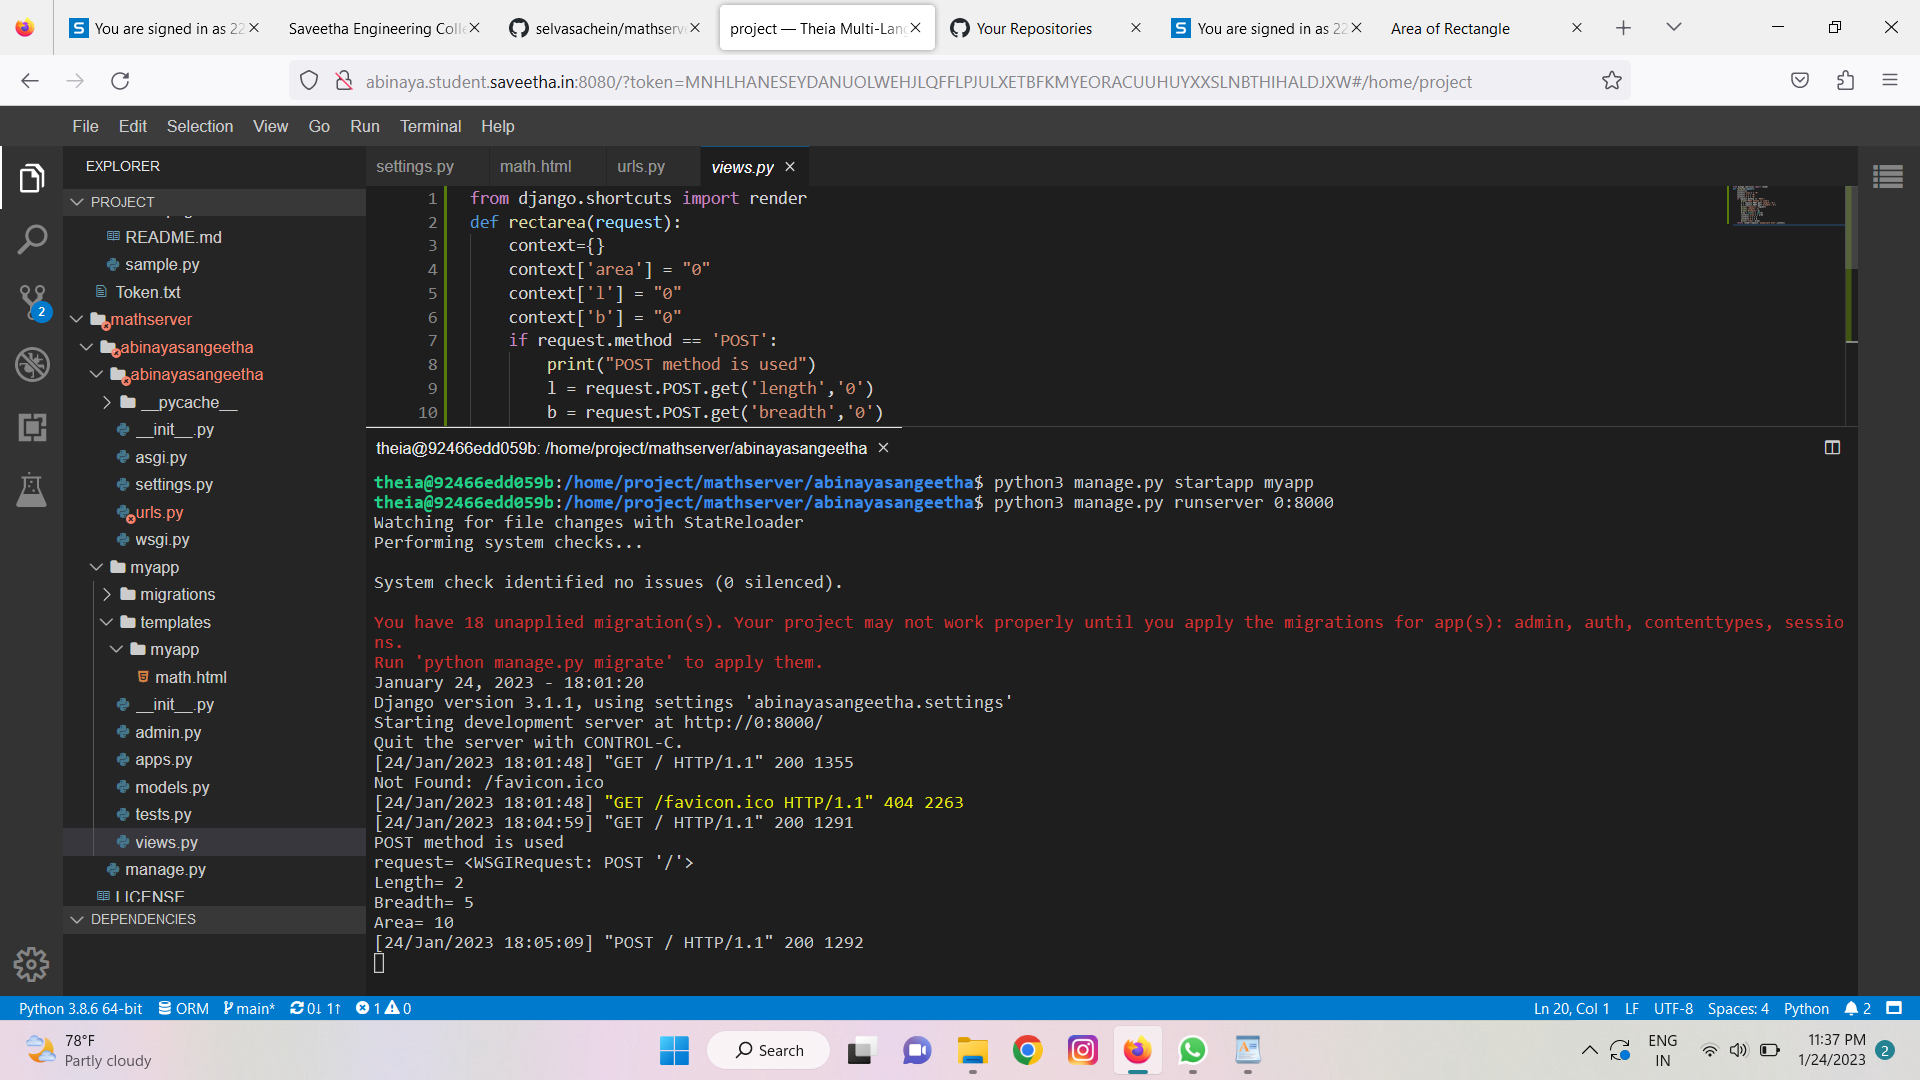 You are signed in as 22
Saveetha Engineering Colle
selvasachein/mathserve
project — Theia Multi-Lang
Your Repositories
You are signed in as 22
Area of Rectangle
abinaya.student.saveetha.in:8080/?token=MNHLHANESEYDANUOLWEHJLQFFLPJULXETBFKMYEORACUUHUYXXSLNBTHIHALDJXW#/home/project
File Edit Selection View Go Run Terminal Help
EXPLORER
PROJECT
README.md
sample.py
Token.txt
mathserver
abinayasangeetha
abinayasangeetha
__pycache__
__init__.py
asgi.py
settings.py
urls.py
wsgi.py
myapp
migrations
templates
myapp
math.html
__init__.py
admin.py
apps.py
models.py
tests.py
views.py
manage.py
LICENSE
DEPENDENCIES
2
settings.py math.html urls.py views.py
1 from django.shortcuts import render
2 def rectarea(request):
3 context={}
4 context['area'] = "0"
5 context['l'] = "0"
6 context['b'] = "0"
7 if request.method == 'POST':
8 print("POST method is used")
9 l = request.POST.get('length','0')
10 b = request.POST.get('breadth','0')
theia@92466edd059b: /home/project/mathserver/abinayasangeetha
theia@92466edd059b:/home/project/mathserver/abinayasangeetha$ python3 manage.py startapp myapp
theia@92466edd059b:/home/project/mathserver/abinayasangeetha$ python3 manage.py runserver 0:8000
Watching for file changes with StatReloader
Performing system checks...
System check identified no issues (0 silenced).
You have 18 unapplied migration(s). Your project may not work properly until you apply the migrations for app(s): admin, auth, contenttypes, sessio
ns.
Run 'python manage.py migrate' to apply them.
January 24, 2023 - 18:01:20
Django version 3.1.1, using settings 'abinayasangeetha.settings'
Starting development server at http://0:8000/
Quit the server with CONTROL-C.
[24/Jan/2023 18:01:48] "GET / HTTP/1.1" 200 1355
Not Found: /favicon.ico
[24/Jan/2023 18:01:48] "GET /favicon.ico HTTP/1.1" 404 2263
[24/Jan/2023 18:04:59] "GET / HTTP/1.1" 200 1291
POST method is used
request= <WSGIRequest: POST '/'>
Length= 2
Breadth= 5
Area= 10
[24/Jan/2023 18:05:09] "POST / HTTP/1.1" 200 1292
Python 3.8.6 64-bit ORM main* 0↓ 1↑ 1 0
Ln 20, Col 1 LF UTF-8 Spaces: 4 Python 2
78°F
Partly cloudy
Search
ENG
IN
11:37 PM
1/24/2023
2